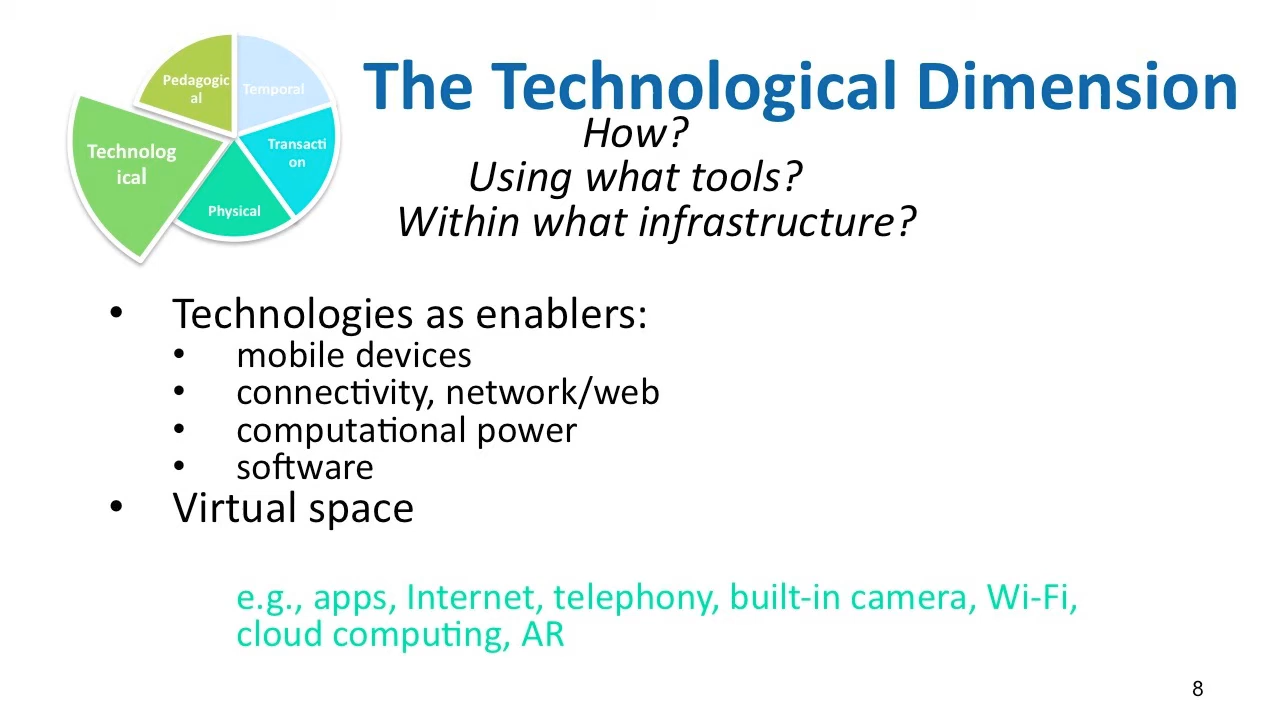 Pedagogic
al
Temporal
Technolog
ical
Transacti
on
Physical
The Technological Dimension
How?
Using what tools?
Within what infrastructure?
• Technologies as enablers:
• mobile devices
• connectivity, network/web
• computational power
• software
• Virtual space
e.g., apps, Internet, telephony, built-in camera, Wi-Fi,
cloud computing, AR
8